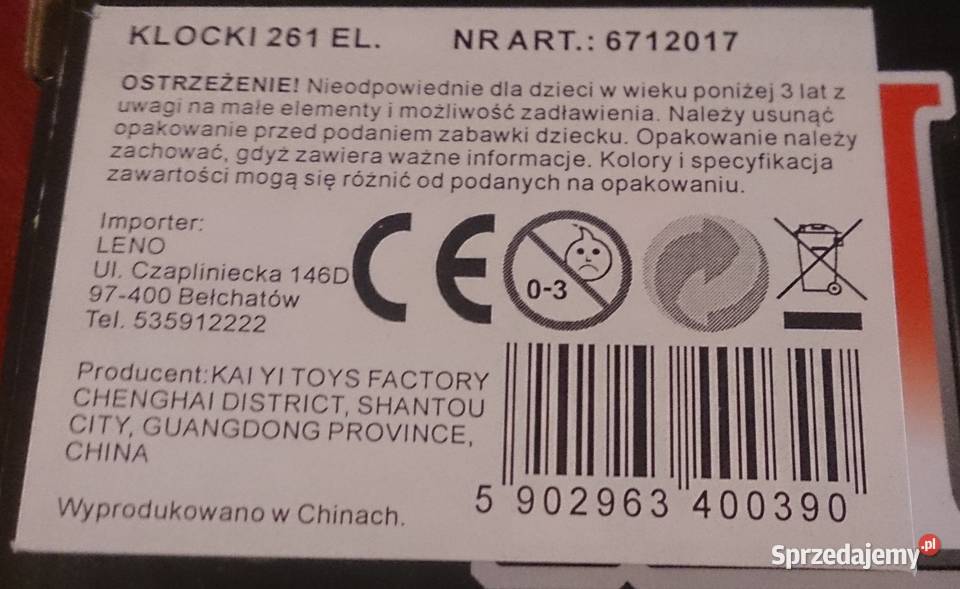 KLOCKI 261 EL. NR ART.: 6712017
OSTRZEŻENIE! Nieodpowiednie dla dzieci w wieku poniżej 3 lat z
uwagi na małe elementy i możliwość zadławienia. Należy usunąć
opakowanie przed podaniem zabawki dziecku. Opakowanie należy
zachować, gdyż zawiera ważne informacje. Kolory i specyfikacja
zawartości mogą się różnić od podanych na opakowaniu.
Importer:
LENO
Ul. Czapliniecka 146D
97-400 Bełchatów
Tel. 535912222
CE
0-3
Producent:KAI YI TOYS FACTORY
CHENGHAI DISTRICT, SHANTOU
CITY, GUANGDONG PROVINCE,
CHINA
Wyprodukowano w Chinach.
5 902963 400390
Sprzedajemy.pl